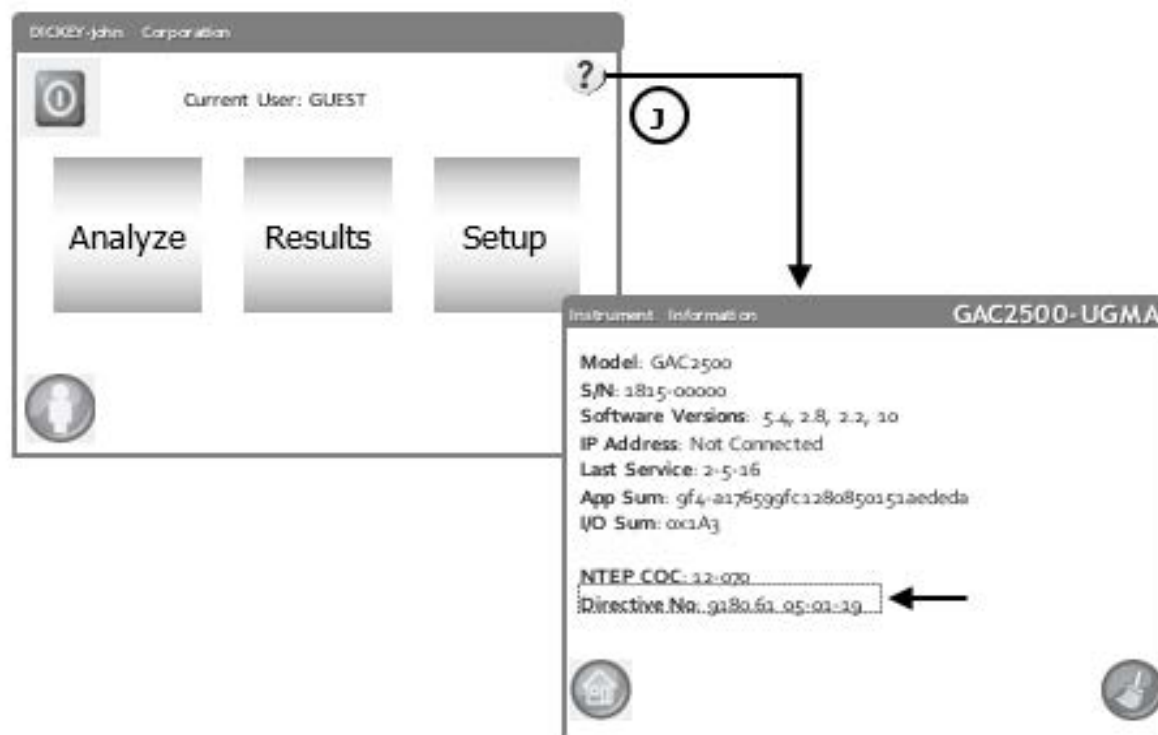 DICKEY-john Corporation
Current User: GUEST
?
J
Analyze
Results
Setup
Instrument Information
GAC2500-UGMA
Model: GAC2500
S/N: 1815-00000
Software Versions: 5.4, 2.8, 2.2, 10
IP Address: Not Connected
Last Service: 2-5-16
App Sum: 9f4-a176599fc1280850151aededa
I/O Sum: 0x1A3
NTEP COC: 12-070
Directive No: 9180.61 05-01-19